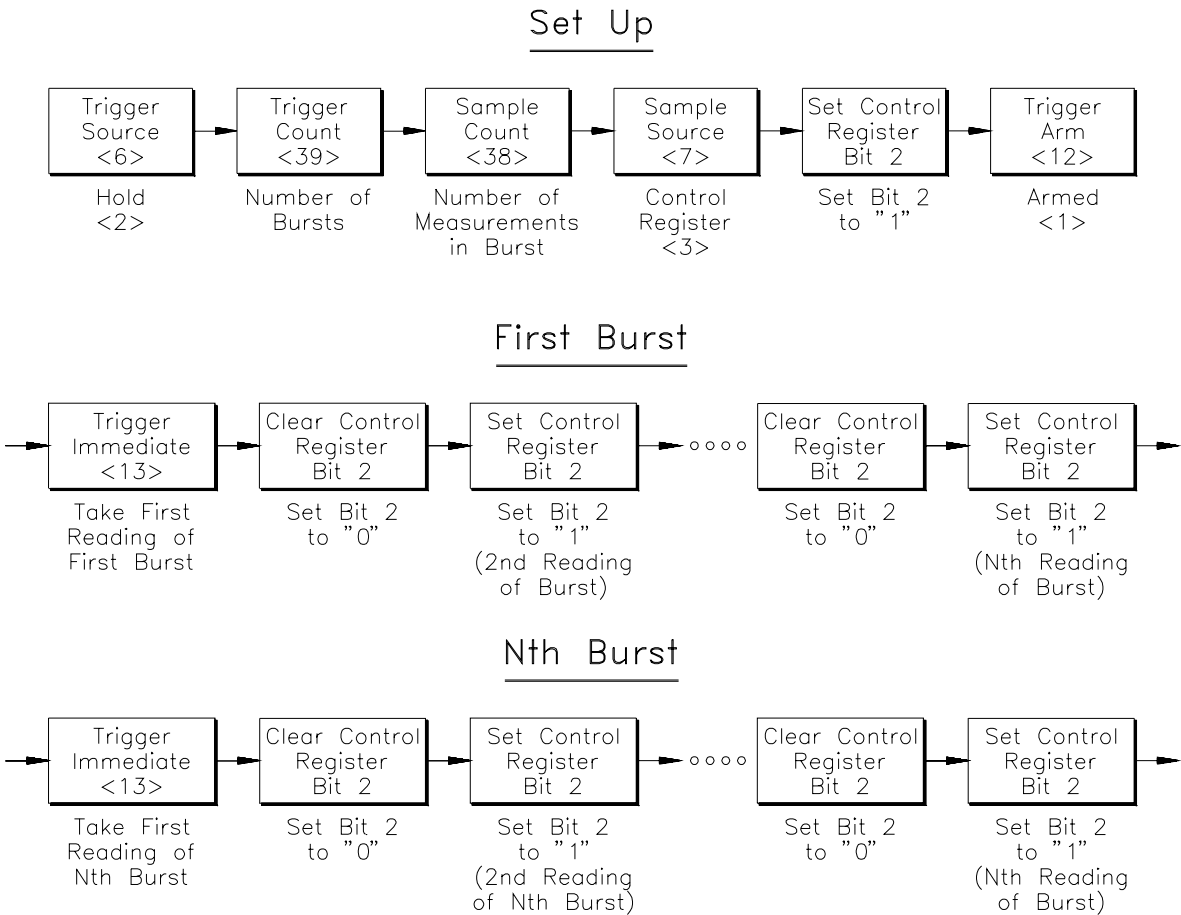 Set Up
Trigger
Source
<6>
Hold
<2>
Trigger
Count
<39>
Number of
Bursts
Sample
Count
<38>
Number of
Measurements
in Burst
Sample
Source
<7>
Control
Register
<3>
Set Control
Register
Bit 2
Set Bit 2
to "1"
Trigger
Arm
<12>
Armed
<1>
First Burst
Trigger
Immediate
<13>
Take First
Reading of
First Burst
Clear Control
Register
Bit 2
Set Bit 2
to "0"
Set Control
Register
Bit 2
Set Bit 2
to "1"
(2nd Reading
of Burst)
Clear Control
Register
Bit 2
Set Bit 2
to "0"
Set Control
Register
Bit 2
Set Bit 2
to "1"
(Nth Reading
of Burst)
Nth Burst
Trigger
Immediate
<13>
Take First
Reading of
Nth Burst
Clear Control
Register
Bit 2
Set Bit 2
to "0"
Set Control
Register
Bit 2
Set Bit 2
to "1"
(2nd Reading
of Nth Burst)
Clear Control
Register
Bit 2
Set Bit 2
to "0"
Set Control
Register
Bit 2
Set Bit 2
to "1"
(Nth Reading
of Burst)